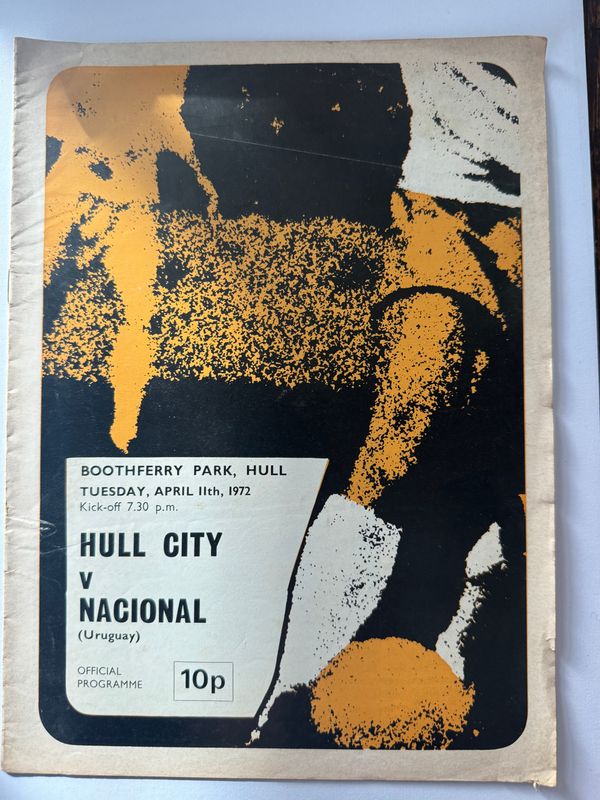 BOOTHFERRY PARK, HULL
TUESDAY, APRIL 11th, 1972
Kick-off 7.30 p.m.
HULL CITY
V
NACIONAL
(Uruguay)
OFFICIAL
PROGRAMME
10p